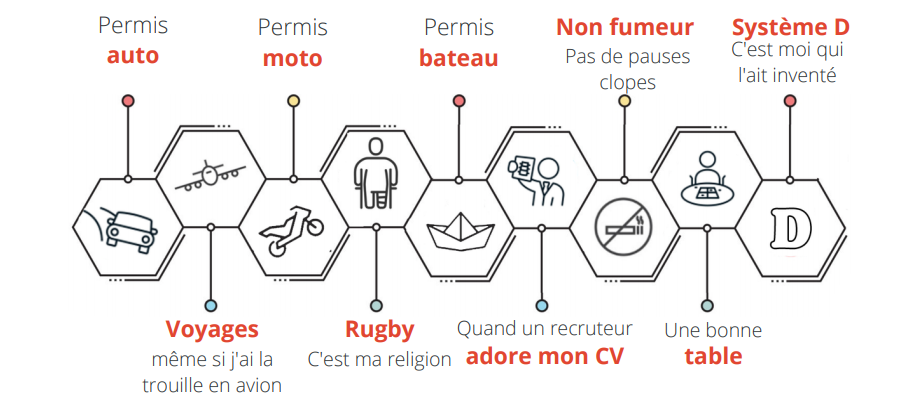 Permis
auto
Permis
moto
Permis
bateau
Non fumeur
Pas de pauses
clopes
Système D
C'est moi qui
l'ait inventé
D
Voyages
même si j'ai la
trouille en avion
Rugby
C'est ma religion
Quand un recruteur
adore mon CV
Une bonne
table